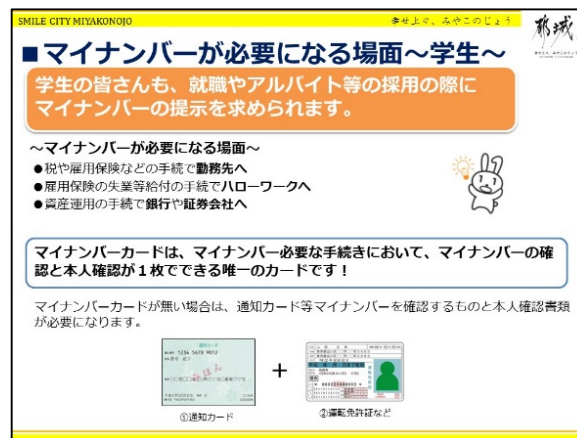 SMILE CITY MIYAKONOJO
幸せ上々、みやこのじょう
都城
■マイナンバーが必要になる場面～学生～
学生の皆さんも、就職やアルバイト等の採用の際に
マイナンバーの提示を求められます。
～マイナンバーが必要になる場面～
●税や雇用保険などの手続で勤務先へ
●雇用保険の失業等給付の手続でハローワークへ
●資産運用の手続で銀行や証券会社へ
マイナンバーカードは、マイナンバー必要な手続きにおいて、マイナンバーの確
認と本人確認が１枚でできる唯一のカードです！
マイナンバーカードが無い場合は、通知カード等マイナンバーを確認するものと本人確認書類
が必要になります。
通知カード
1234 5678 9012
みほん
+
①通知カード
②運転免許証など